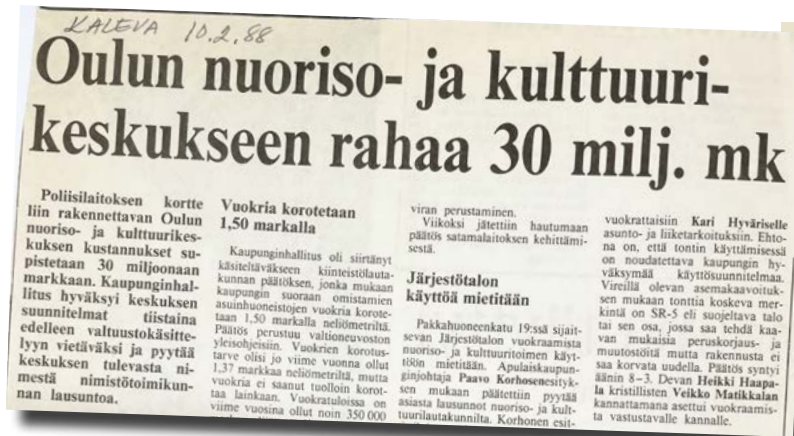 KALEVA 10.2.88
Oulun nuoriso- ja kulttuuri-
keskukseen rahaa 30 milj. mk
Poliisilaitoksen kortte
liin rakennettavan Oulun
nuoriso- ja kulttuurikes-
kuksen kustannukset su-
pistetaan 30 miljoonaan
markkaan. Kaupunginhal-
litus hyväksyi keskuksen
suunnitelmat tiistaina
edelleen valtuustokäsitte-
lyyn vietäväksi ja pyytää
keskuksen tulevasta ni-
mestä nimistötoimikun-
nan lausuntoa.
Vuokria korotetaan
1,50 markalla
Kaupunginhallitus oli siirtänyt
käsiteltäväkseen kiinteistölauta-
kunnan päätöksen, jonka mukaan
kaupungin suoraan omistamien
asuinhuoneistojen vuokria korote-
taan 1,50 markalla neliömetriltä.
Päätös perustuu valtioneuvoston
yleisohjeisiin. Vuokrien korotus-
tarve olisi jo viime vuonna ollut
1,37 markkaa neliömetriltä, mutta
vuokria ei saanut tuolloin korot-
taa lainkaan. Vuokratuloissa on
viime vuosina ollut noin 350 000
viran perustaminen.
Viikoksi jätettiin hautumaan
päätös satamalaitoksen kehittämi-
sestä.
Järjestötalon
käyttöä mietitään
Pakkahuoneenkatu 19:ssä sijait-
sevan Järjestötalon vuokraamista
nuoriso- ja kulttuuritoimen käyt-
töön mietitään. Apulaiskaupun-
ginjohtaja Paavo Korhosen esityk-
sen mukaan päätettiin pyytää
asiasta lausunnot nuoriso- ja kult-
tuurilautakunnilta. Korhonen esit-
vuokrattaisiin Kari Hyväriselle
asunto- ja liiketarkoituksiin. Ehto-
na on, että tontin käyttämisessä
on noudatettava kaupungin hy-
väksymää käyttösuunnitelmaa.
Vireillä olevan asemakaavoituk-
sen mukaan tonttia koskeva mer-
kintä on SR-5 eli suojeltava talo
tai sen osa, jossa saa tehdä kaa-
van mukaisia peruskorjaus- ja
muutostöitä mutta rakennusta ei
saa korvata uudella. Päätös syntyi
äänin 8–3. Devan Heikki Haapa-
la kristillisten Veikko Matikkalan
kannattamana asettui vuokraamis-
ta vastustavalle kannalle.